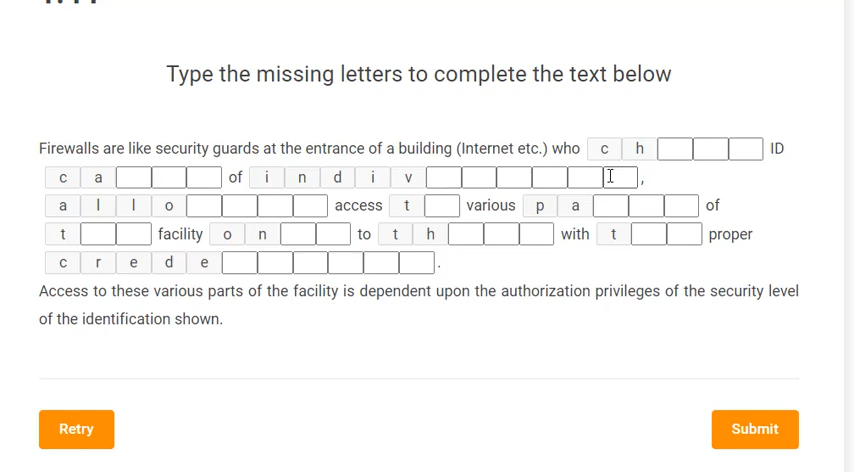 Type the missing letters to complete the text below
Firewalls are like security guards at the entrance of a building (Internet etc.) who c h ID
c a of i n d i v ,
a l l o access t various p a of
t facility o n to t h with t proper
c r e d e .
Access to these various parts of the facility is dependent upon the authorization privileges of the security level
of the identification shown.
Retry Submit